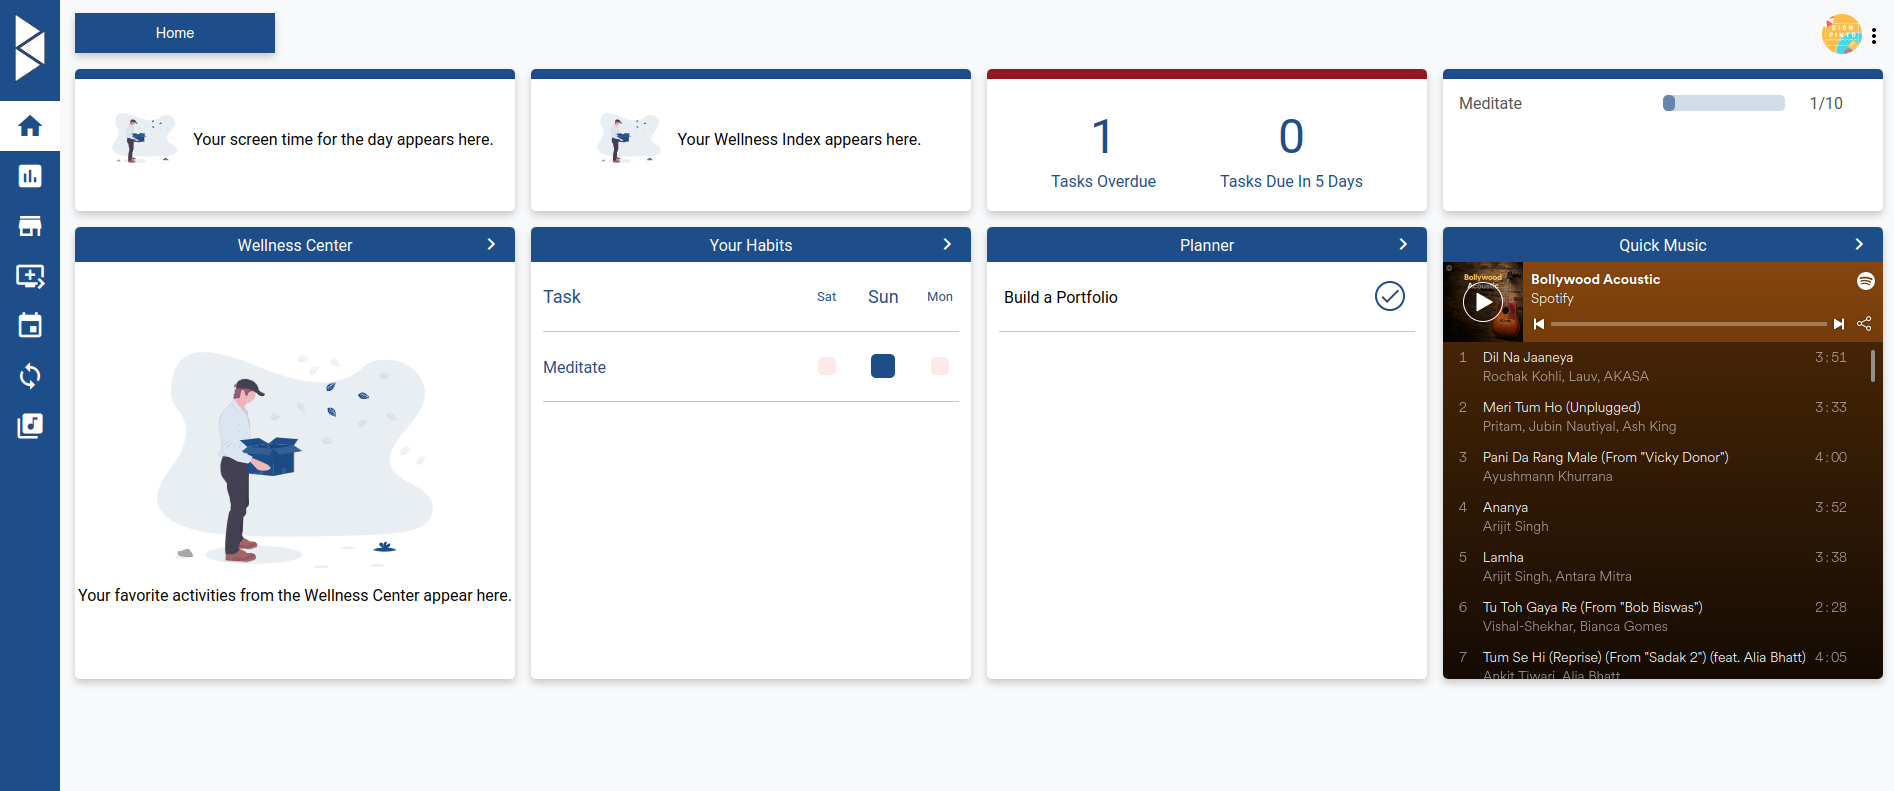 Home
DION
PINTO
Your screen time for the day appears here.
Your Wellness Index appears here.
1
Tasks Overdue
0
Tasks Due In 5 Days
Meditate 1/10
Wellness Center
Your favorite activities from the Wellness Center appear here.
Your Habits
Task Sat Sun Mon
Meditate
Planner
Build a Portfolio
Quick Music
Bollywood
Acoustic
Bollywood Acoustic
Spotify
1 Dil Na Jaaneya 3:51
Rochak Kohli, Lauv, AKASA
2 Meri Tum Ho (Unplugged) 3:33
Pritam, Jubin Nautiyal, Ash King
3 Pani Da Rang Male (From "Vicky Donor") 4:00
Ayushmann Khurrana
4 Ananya 3:52
Arijit Singh
5 Lamha 3:38
Arijit Singh, Antara Mitra
6 Tu Toh Gaya Re (From "Bob Biswas") 2:28
Vishal-Shekhar, Bianca Gomes
7 Tum Se Hi (Reprise) (From "Sadak 2") (feat. Alia Bhatt) 4:05
Ankit Tiwari, Alia Bhatt